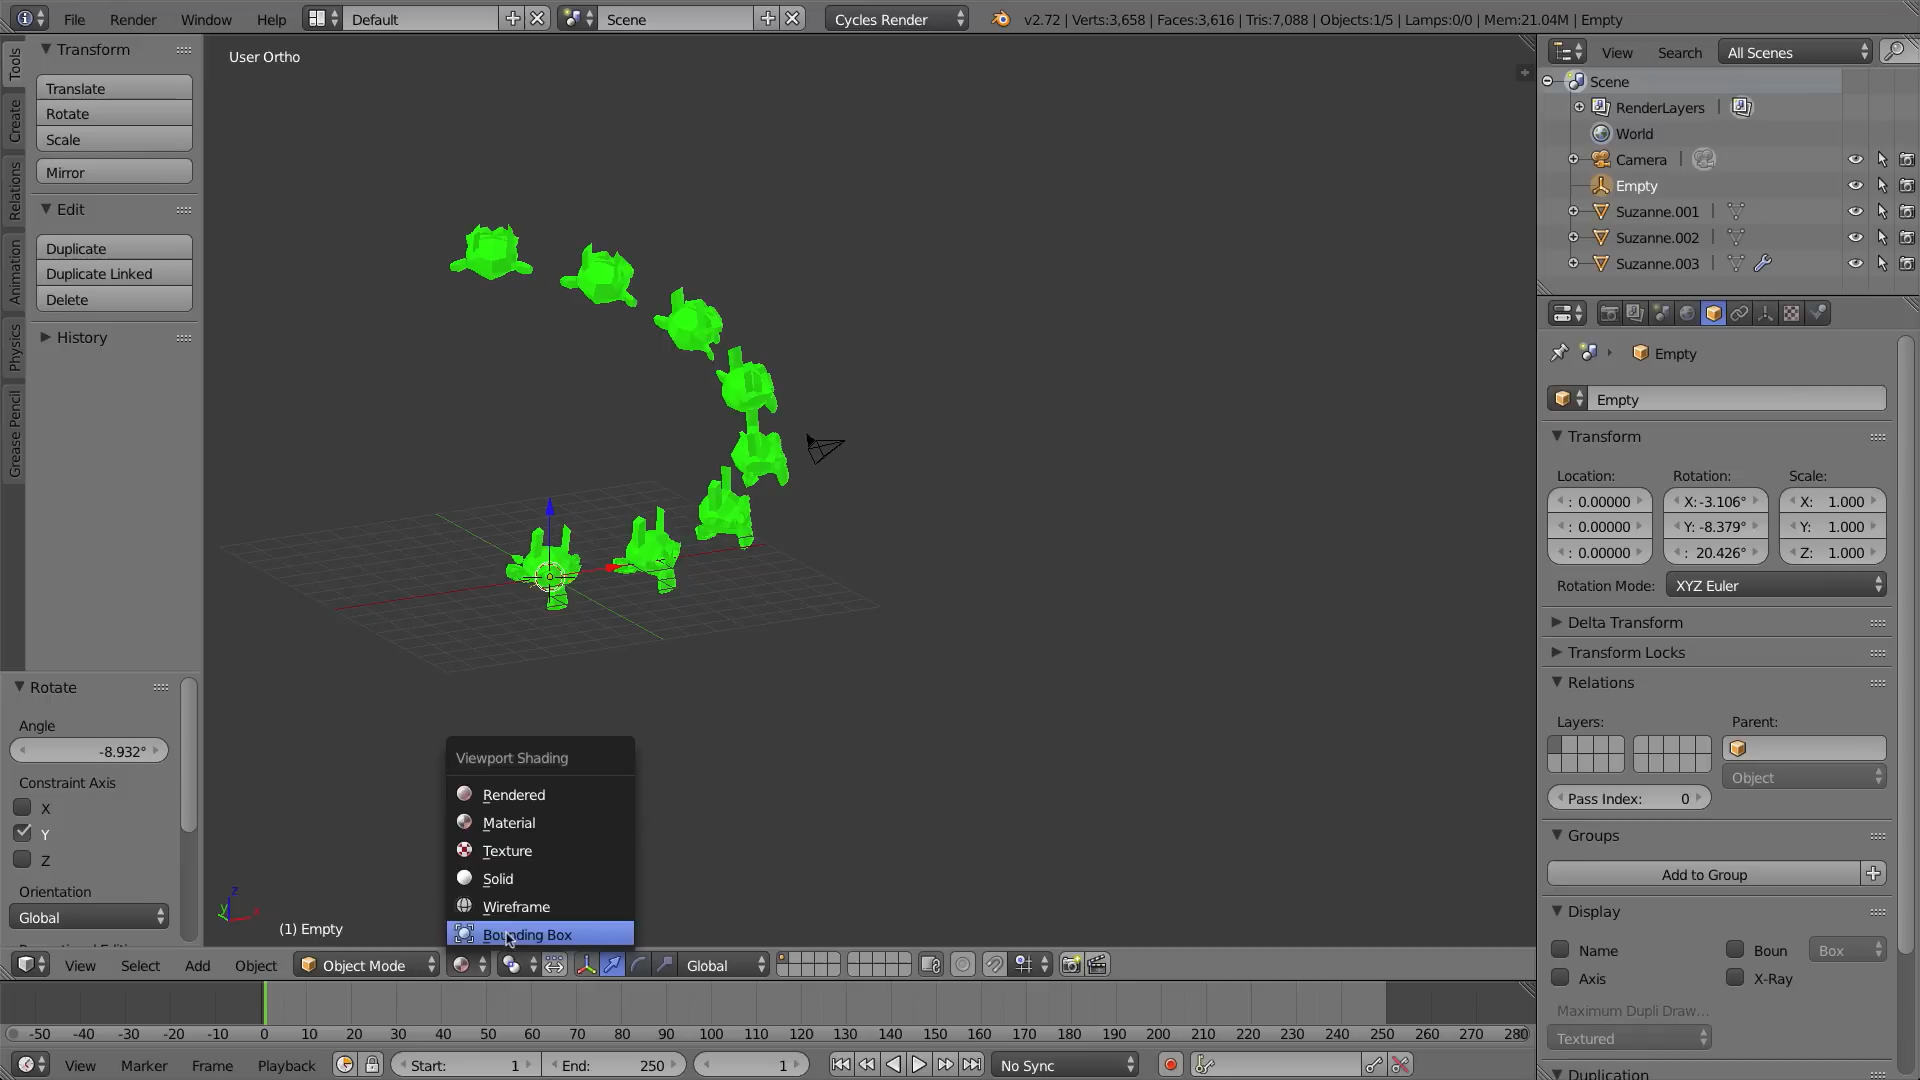 File Render Window Help Default Scene Cycles Render v2.72 | Verts:3,658 | Faces:3,616 | Tris:7,088 | Objects:1/5 | Lamps:0/0 | Mem:21.04M | Empty
Tools
Create
Relations
Animation
Physics
Grease Pencil
Transform
Translate
Rotate
Scale
Mirror
Edit
Duplicate
Duplicate Linked
Delete
History
Rotate
Angle
-8.932°
Constraint Axis
X
Y
Z
Orientation
Global
User Ortho
z
y
x
(1) Empty
Viewport Shading
Rendered
Material
Texture
Solid
Wireframe
Bounding Box
View Select Add Object Object Mode Global
-50 -40 -30 -20 -10 0 10 20 30 40 50 60 70 80 90 100 110 120 130 140 150 160 170 180 190 200 210 220 230 240 250 260 270 280
View Marker Frame Playback Start: 1 End: 250 1 No Sync
View Search All Scenes
Scene
RenderLayers |
World
Camera |
Empty
Suzanne.001 |
Suzanne.002 |
Suzanne.003 |
Empty
Empty
Transform
Location: Rotation: Scale:
: 0.00000 X:-3.106° X: 1.000
: 0.00000 Y: -8.379° Y: 1.000
: 0.00000 : 20.426° Z: 1.000
Rotation Mode: XYZ Euler
Delta Transform
Transform Locks
Relations
Layers: Parent:
Object
Pass Index: 0
Groups
Add to Group
Display
Name Boun Box
Axis X-Ray
Maximum Dupli Draw...
Textured
Duplication